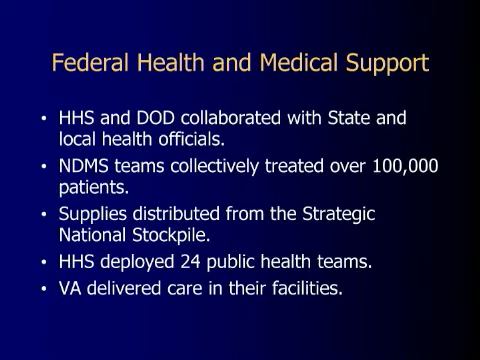 Federal Health and Medical Support
• HHS and DOD collaborated with State and
local health officials.
• NDMS teams collectively treated over 100,000
patients.
• Supplies distributed from the Strategic
National Stockpile.
• HHS deployed 24 public health teams.
• VA delivered care in their facilities.